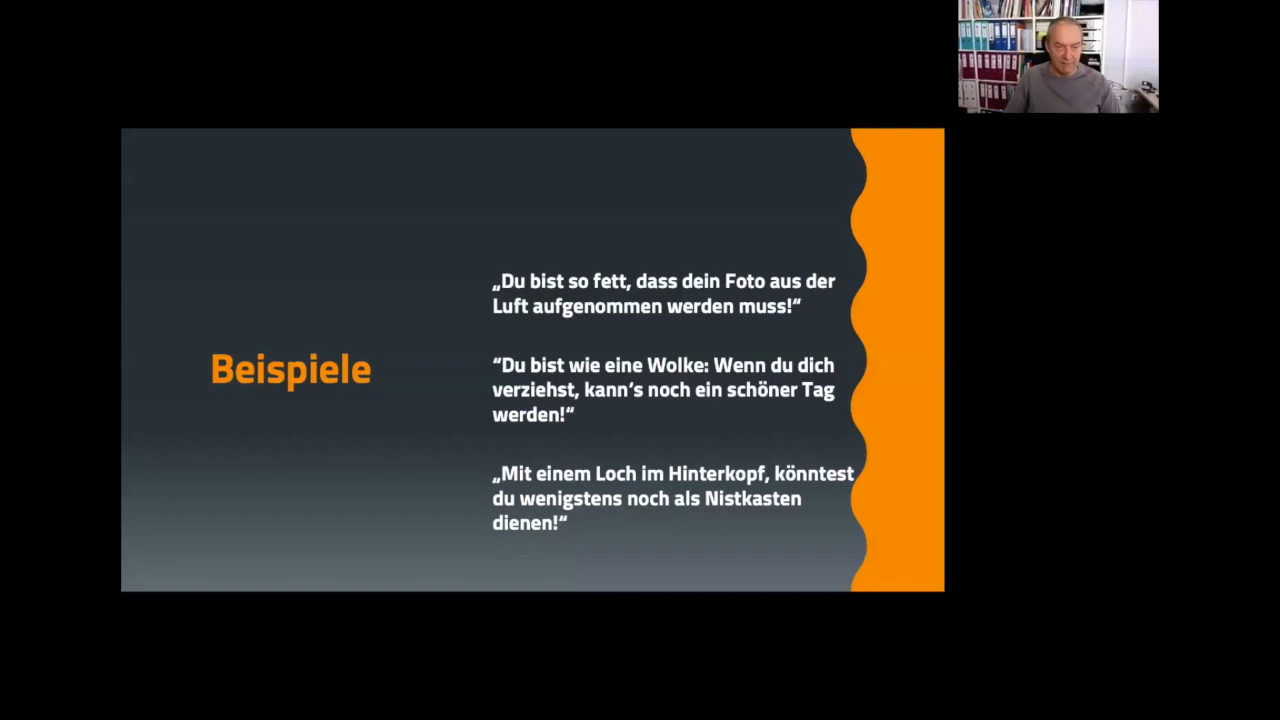 Beispiele
„Du bist so fett, dass dein Foto aus der
Luft aufgenommen werden muss!“
“Du bist wie eine Wolke: Wenn du dich
verziehst, kann’s noch ein schöner Tag
werden!“
„Mit einem Loch im Hinterkopf, könntest
du wenigstens noch als Nistkasten
dienen!“